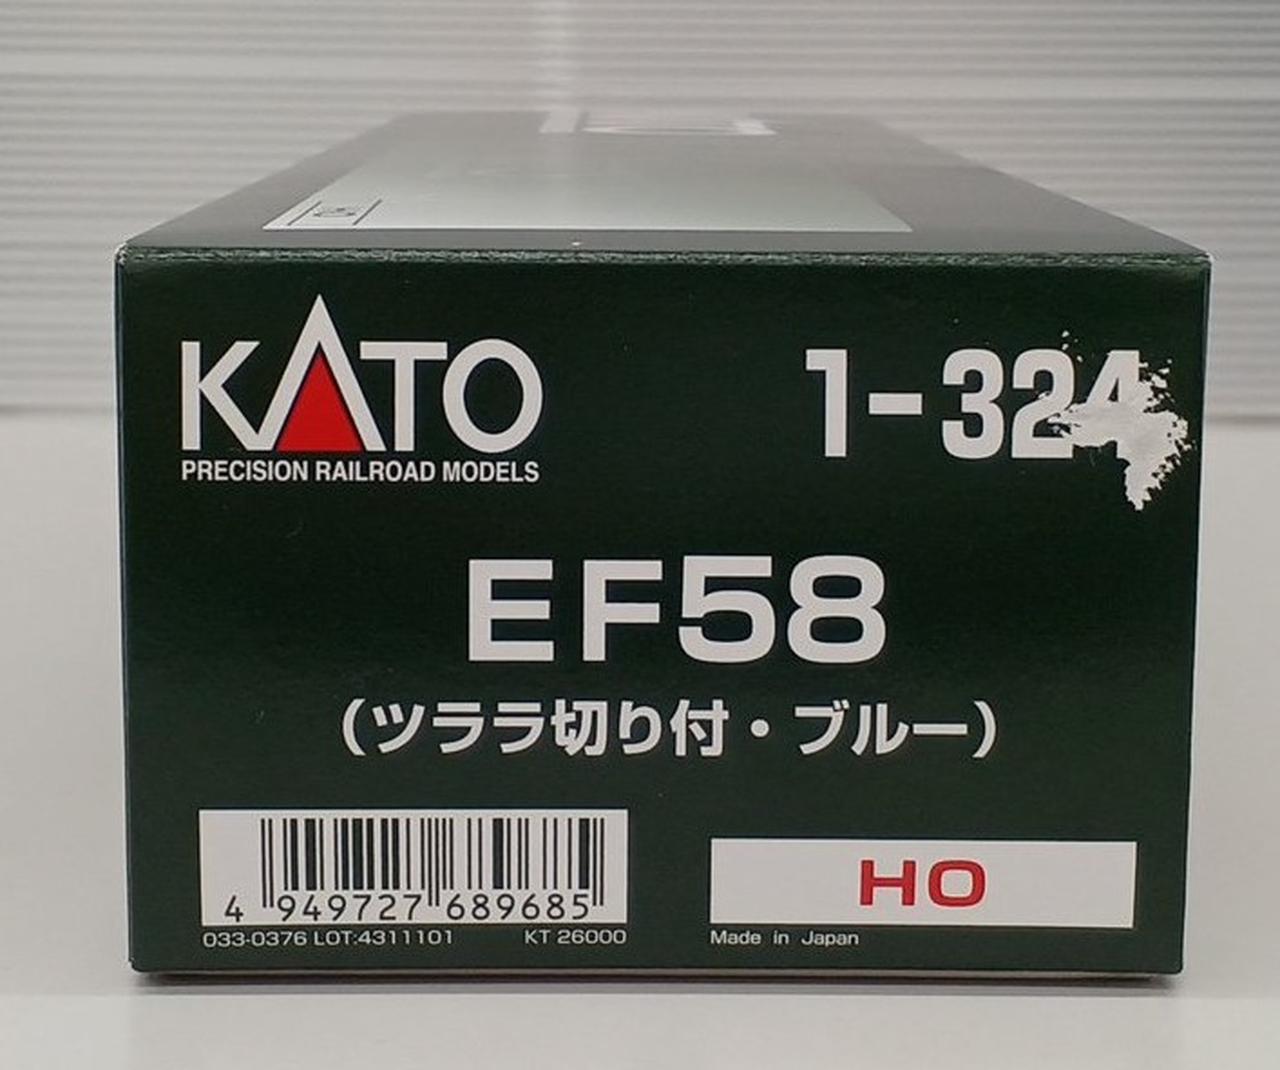 KATO
PRECISION RAILROAD MODELS
1-324
EF58
（ツララ切り付・ブルー）
4 949727 689685
033-0376 LOT:4311101 KT 26000
HO
Made in Japan